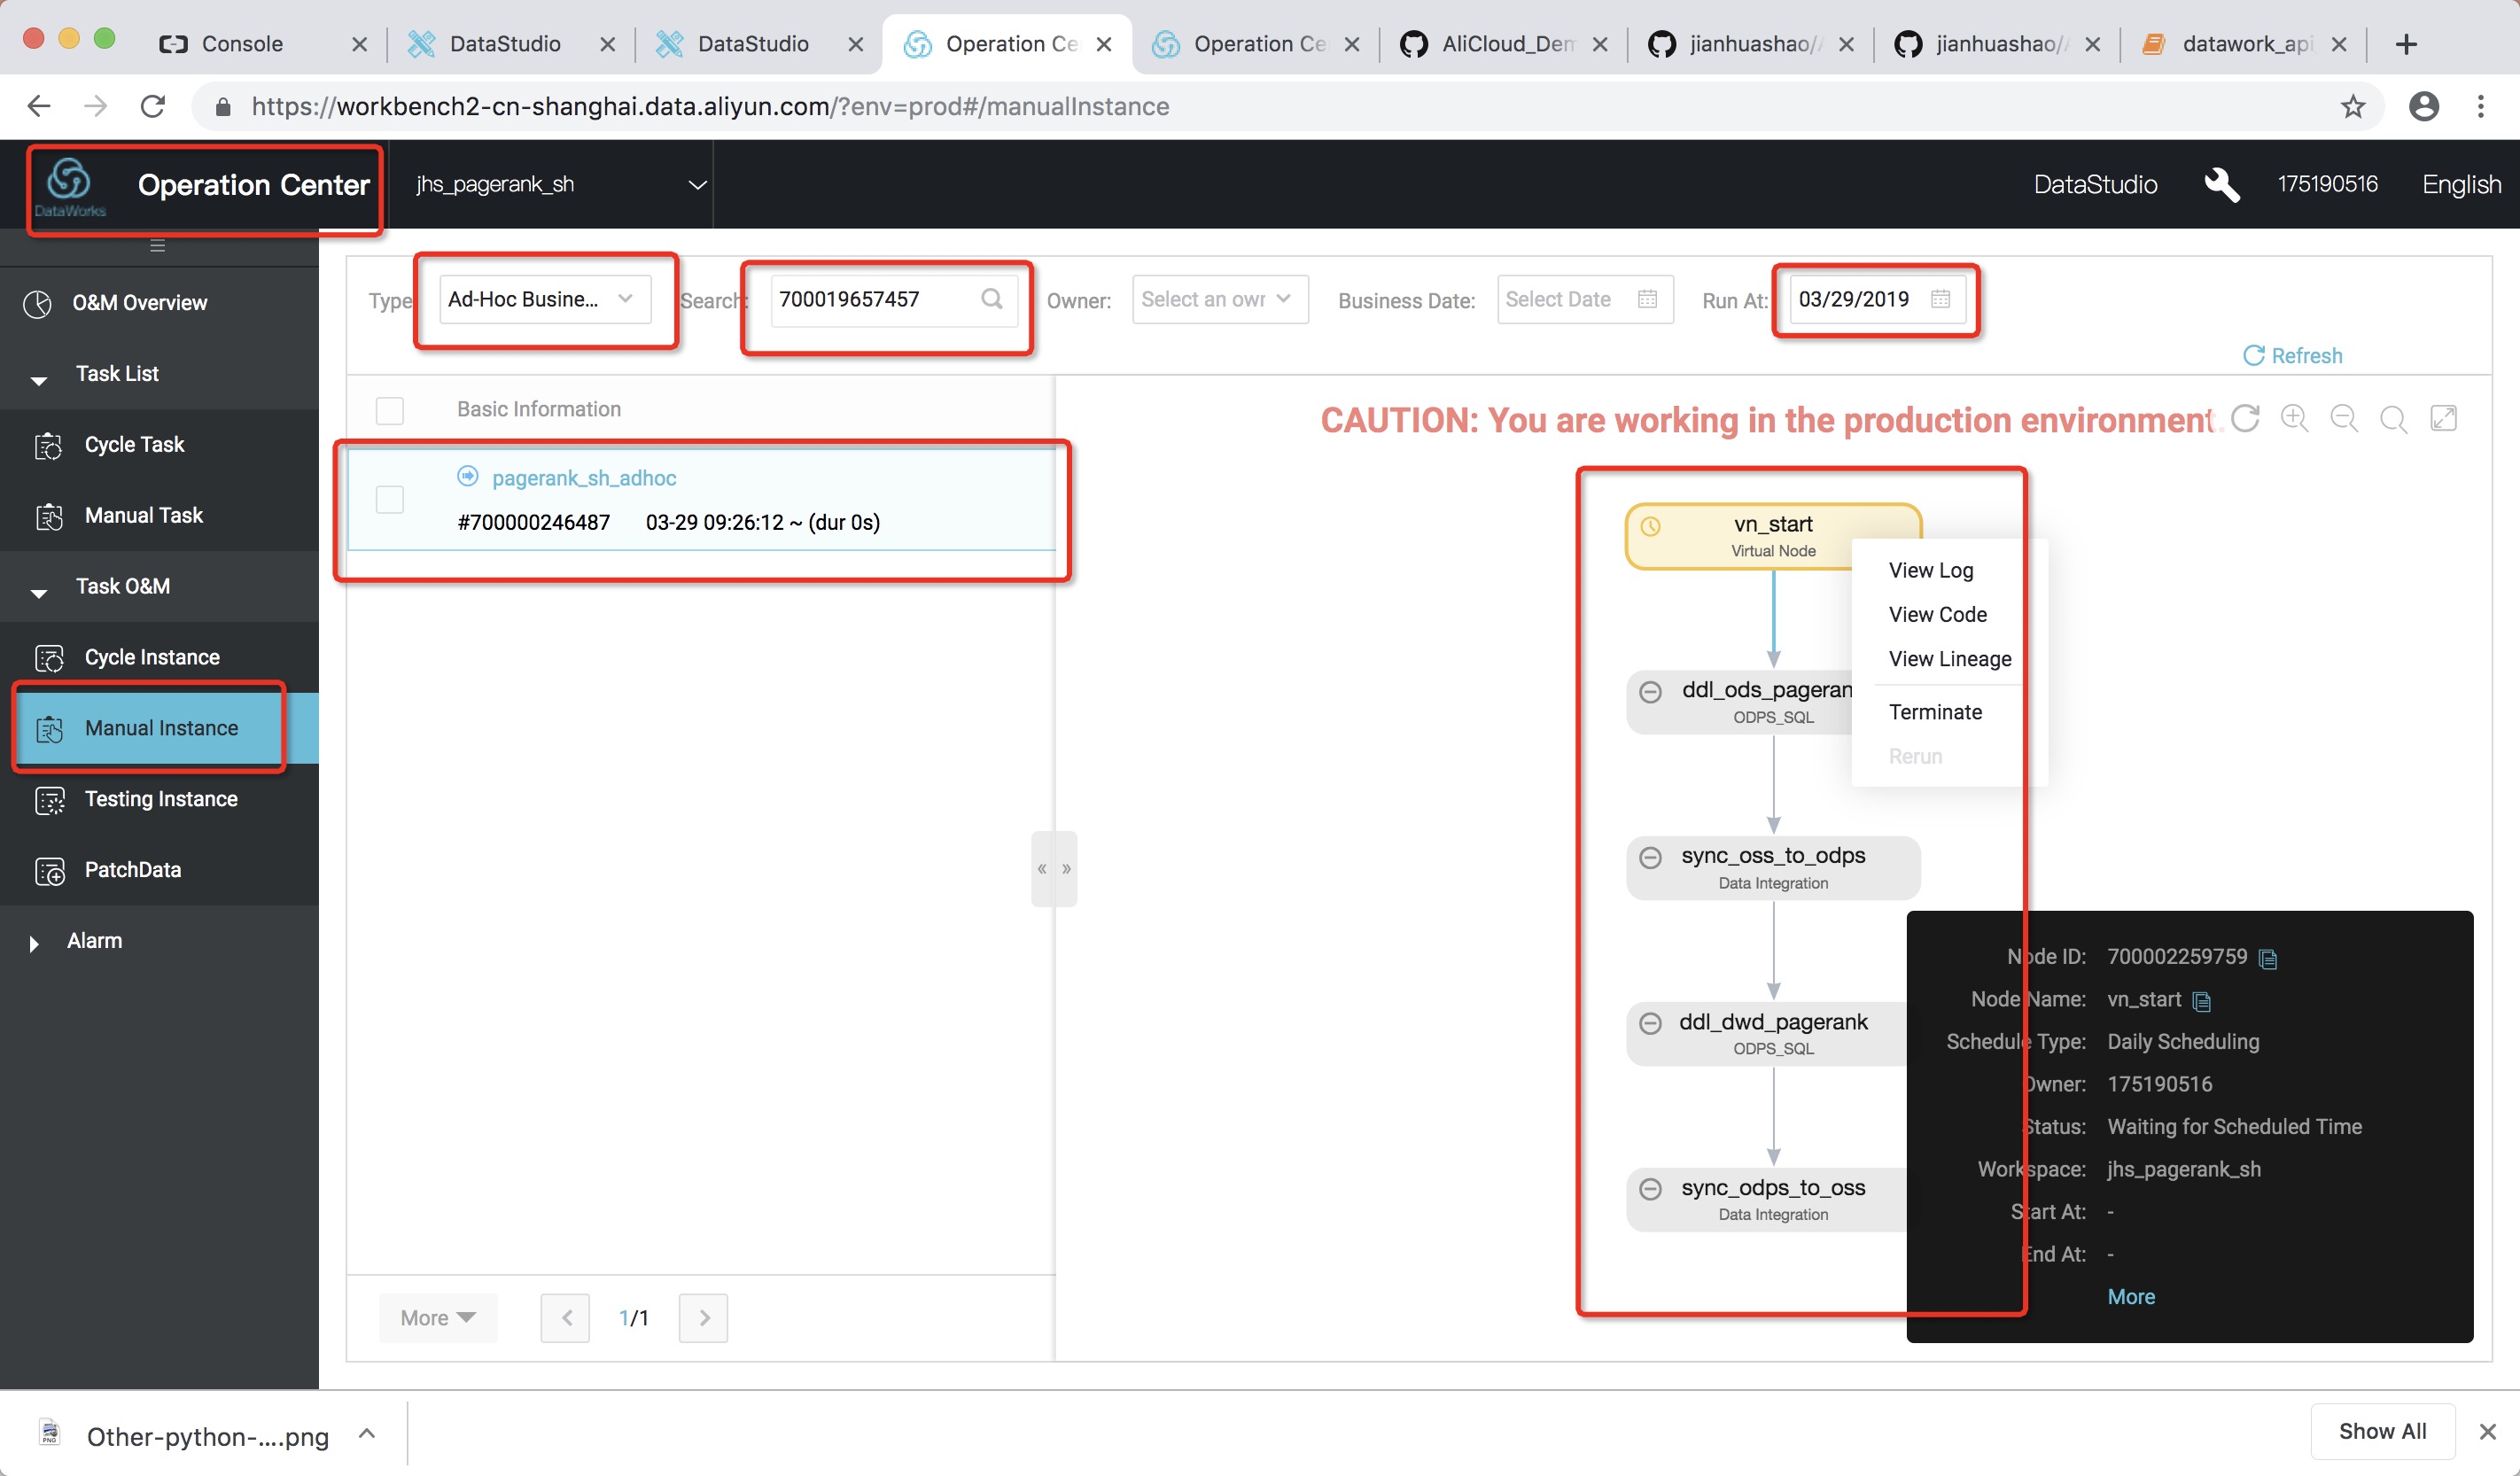 Console
DataStudio
DataStudio
Operation Ce
Operation Ce
AliCloud_Dem
jianhuashao/
jianhuashao/
datawork_api
https://workbench2-cn-shanghai.data.aliyun.com/?env=prod#/manualInstance
DataWorks
Operation Center
jhs_pagerank_sh
DataStudio
175190516
English
O&M Overview
Task List
Cycle Task
Manual Task
Task O&M
Cycle Instance
Manual Instance
Testing Instance
PatchData
Alarm
Type
Ad-Hoc Busine...
Search:
700019657457
Owner:
Select an owr
Business Date:
Select Date
Run At:
03/29/2019
Refresh
Basic Information
pagerank_sh_adhoc
#700000246487 03-29 09:26:12 ~ (dur 0s)
More
1/1
CAUTION: You are working in the production environment.
vn_start
Virtual Node
ddl_ods_pageran
ODPS_SQL
sync_oss_to_odps
Data Integration
ddl_dwd_pagerank
ODPS_SQL
sync_odps_to_oss
Data Integration
View Log
View Code
View Lineage
Terminate
Rerun
Node ID: 700002259759
Node Name: vn_start
Schedule Type: Daily Scheduling
Owner: 175190516
Status: Waiting for Scheduled Time
Workspace: jhs_pagerank_sh
Start At: -
End At: -
More
PNG
Other-python-....png
Show All